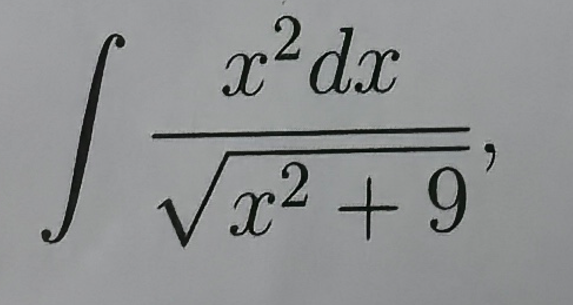 ∫ x²dx / √(x² + 9),